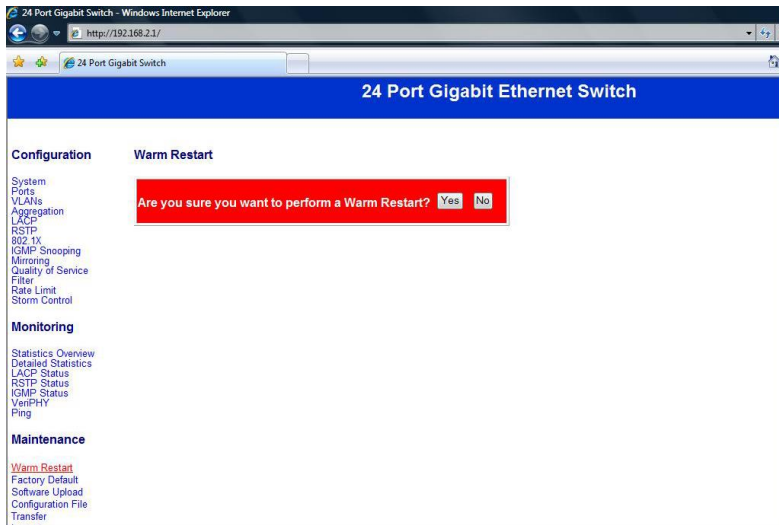 24 Port Gigabit Switch - Windows Internet Explorer
http://192.168.2.1/
24 Port Gigabit Switch
24 Port Gigabit Ethernet Switch
Configuration
System
Ports
VLANs
Aggregation
LACP
RSTP
802.1X
IGMP Snooping
Mirroring
Quality of Service
Filter
Rate Limit
Storm Control
Monitoring
Statistics Overview
Detailed Statistics
LACP Status
RSTP Status
IGMP Status
VeriPHY
Ping
Maintenance
Warm Restart
Factory Default
Software Upload
Configuration File
Transfer
Warm Restart
Are you sure you want to perform a Warm Restart? Yes No